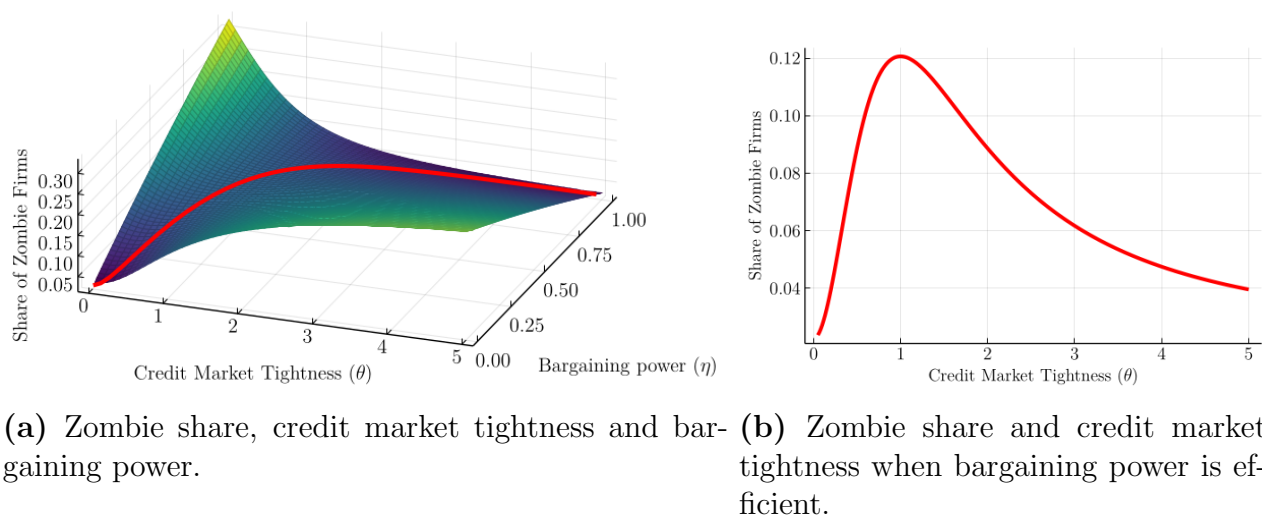 Share of Zombie Firms
0.30
0.25
0.20
0.15
0.10
0.05
0
1
2
3
4
5
0.00
0.25
0.50
0.75
1.00
Credit Market Tightness (θ)
Bargaining power (η)
Share of Zombie Firms
0.12
0.10
0.08
0.06
0.04
0
1
2
3
4
5
Credit Market Tightness (θ)
(a) Zombie share, credit market tightness and bar-
gaining power.
(b) Zombie share and credit market
tightness when bargaining power is ef-
ficient.